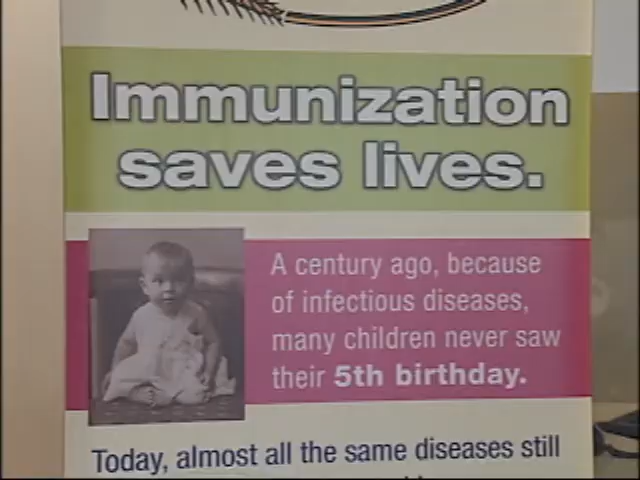 Immunization
saves lives.
A century ago, because
of infectious diseases,
many children never saw
their 5th birthday.
Today, almost all the same diseases still